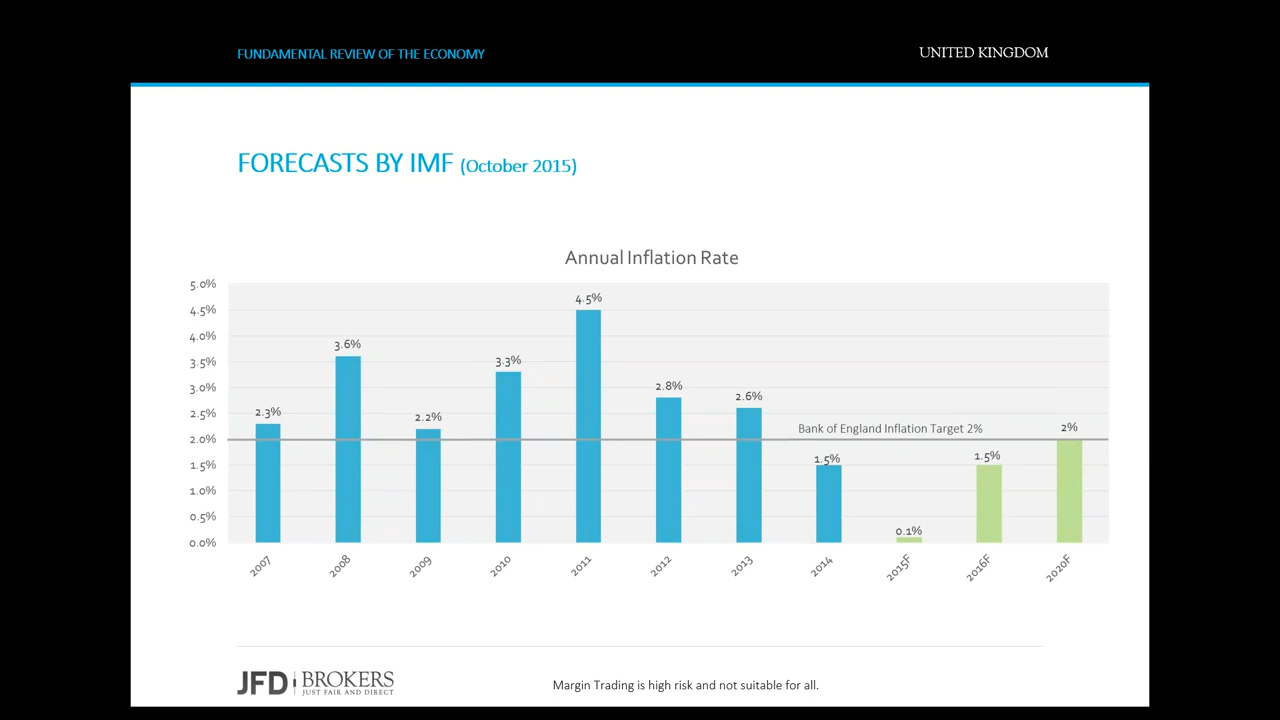 FUNDAMENTAL REVIEW OF THE ECONOMY
UNITED KINGDOM
FORECASTS BY IMF (October 2015)
Annual Inflation Rate
5.0%
4.5%
4.0%
3.5%
3.0%
2.5%
2.0%
1.5%
1.0%
0.5%
0.0%
2.3%
3.6%
2.2%
3.3%
4.5%
2.8%
2.6%
1.5%
0.1%
1.5%
2%
Bank of England Inflation Target 2%
2007
2008
2009
2010
2011
2012
2013
2014
2015F
2016F
2020F
JFD BROKERS
JUST FAIR AND DIRECT
Margin Trading is high risk and not suitable for all.